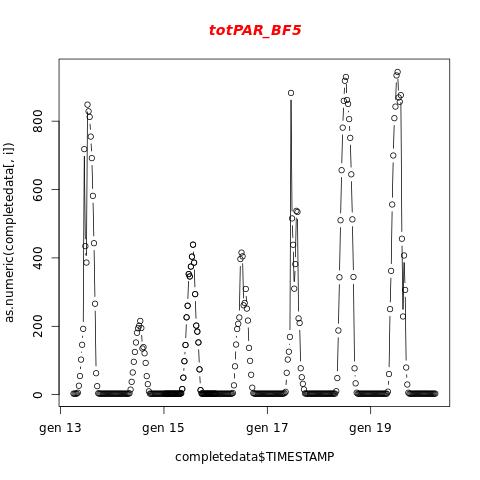 totPAR_BF5
as.numeric(completedata[, i])
800
600
400
200
0
gen 13
gen 15
gen 17
gen 19
completedata$TIMESTAMP